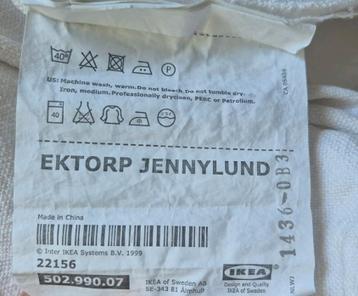 40°
P
US: Machine wash, warm. Do not bleach. Do not tumble dry.
Iron, medium. Professionally dryclean, PERC or Petrolium.
40
EKTORP JENNYLUND
1436-0B3
Made in China
© Inter IKEA Systems B.V. 1999
22156
502.990.07
IKEA of Sweden AB
SE-343 81 Älmhult
IKEA
Design and Quality
IKEA of Sweden